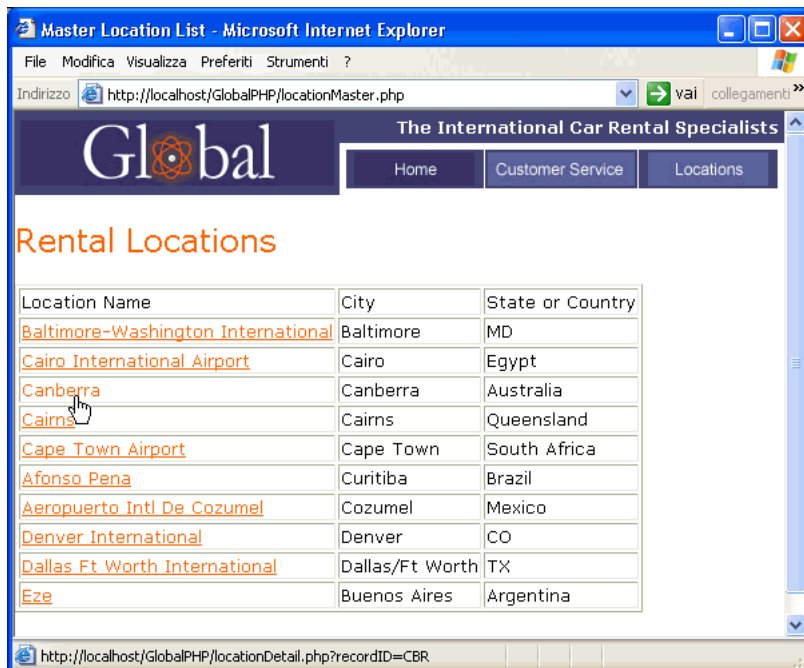 Master Location List - Microsoft Internet Explorer
File Modifica Visualizza Preferiti Strumenti ?
Indirizzo http://localhost/GlobalPHP/locationMaster.php vai collegamenti »
Global
The International Car Rental Specialists
Home Customer Service Locations
Rental Locations
Location Name City State or Country
Baltimore-Washington International Baltimore MD
Cairo International Airport Cairo Egypt
Canberra Canberra Australia
Cairns Cairns Queensland
Cape Town Airport Cape Town South Africa
Afonso Pena Curitiba Brazil
Aeropuerto Intl De Cozumel Cozumel Mexico
Denver International Denver CO
Dallas Ft Worth International Dallas/Ft Worth TX
Eze Buenos Aires Argentina
http://localhost/GlobalPHP/locationDetail.php?recordID=CBR